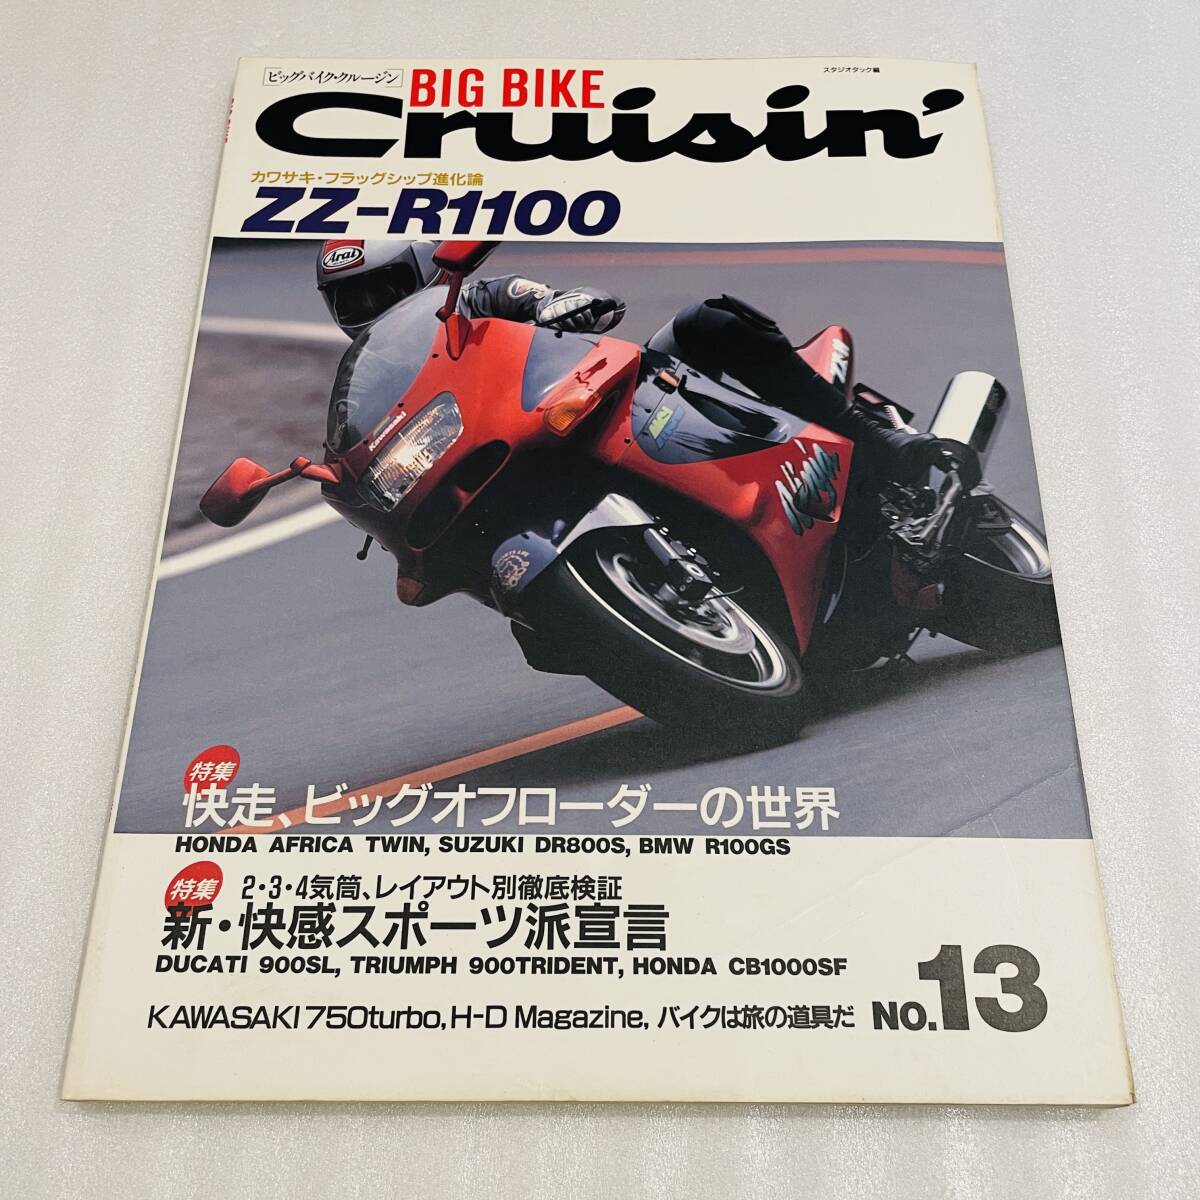 ［ビッグバイク・クルージン］
BIG BIKE
スタジオタック編
Cruisin'
カワサキ・フラッグシップ進化論
ZZ-R1100
Arai
Kawasaki
Ninja
特集
快走、ビッグオフローダーの世界
HONDA AFRICA TWIN, SUZUKI DR800S, BMW R100GS
特集
2・3・4気筒、レイアウト別徹底検証
新・快感スポーツ派宣言
DUCATI 900SL, TRIUMPH 900TRIDENT, HONDA CB1000SF
KAWASAKI 750turbo, H-D Magazine, バイクは旅の道具だ
NO.13